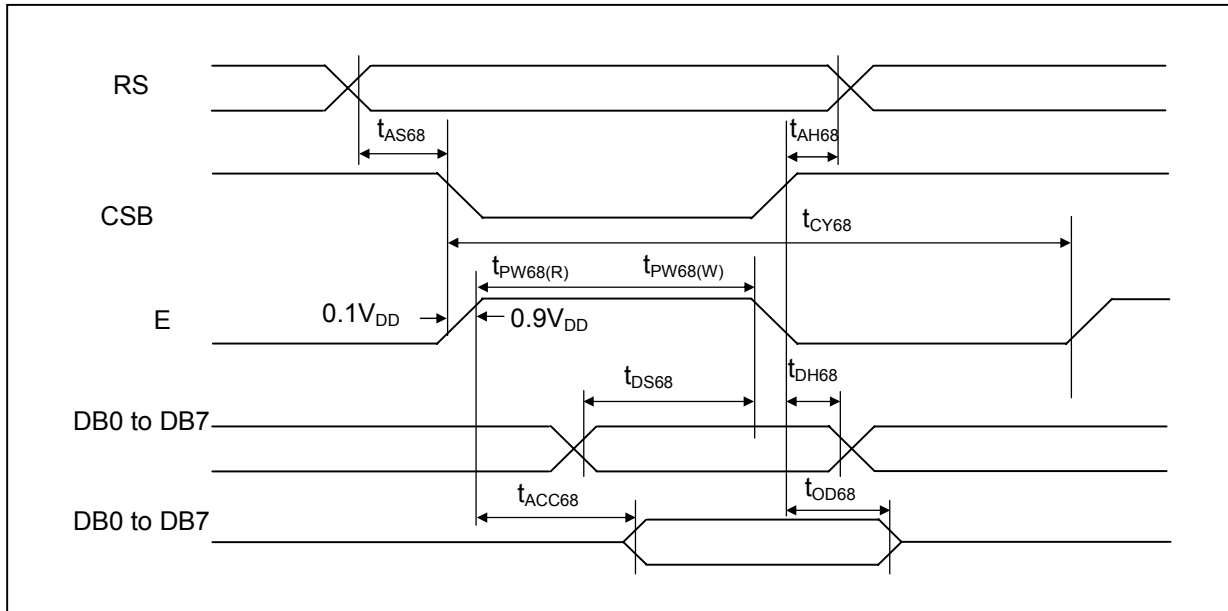 RS
tAS68
tAH68
CSB
tCY68
tPW68(R) tPW68(W)
E
0.1VDD
0.9VDD
tDS68
tDH68
DB0 to DB7
tACC68
tOD68
DB0 to DB7